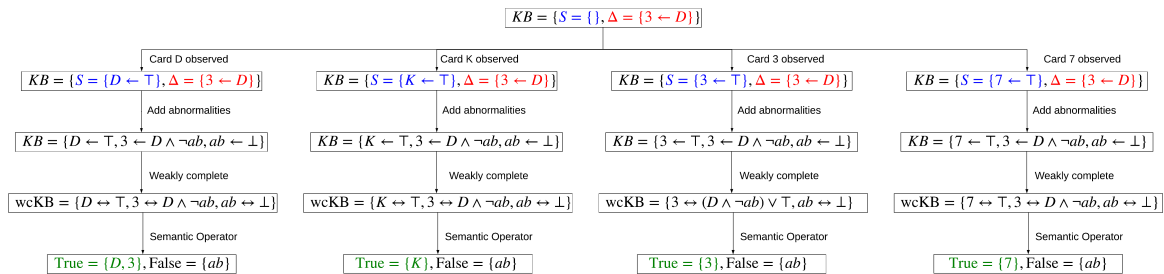 KB = {S = {}, Δ = {3 ← D}}
Card D observed Card K observed Card 3 observed Card 7 observed
KB = {S = {D ← ⊤}, Δ = {3 ← D}} KB = {S = {K ← ⊤}, Δ = {3 ← D}} KB = {S = {3 ← ⊤}, Δ = {3 ← D}} KB = {S = {7 ← ⊤}, Δ = {3 ← D}}
Add abnormalities Add abnormalities Add abnormalities Add abnormalities
KB = {D ← ⊤, 3 ← D ∧ ¬ab, ab ← ⊥} KB = {K ← ⊤, 3 ← D ∧ ¬ab, ab ← ⊥} KB = {3 ← ⊤, 3 ← D ∧ ¬ab, ab ← ⊥} KB = {7 ← ⊤, 3 ← D ∧ ¬ab, ab ← ⊥}
Weakly complete Weakly complete Weakly complete Weakly complete
wcKB = {D ↔ ⊤, 3 ↔ D ∧ ¬ab, ab ↔ ⊥} wcKB = {K ↔ ⊤, 3 ↔ D ∧ ¬ab, ab ↔ ⊥} wcKB = {3 ↔ (D ∧ ¬ab) ∨ ⊤, ab ↔ ⊥} wcKB = {7 ↔ ⊤, 3 ↔ D ∧ ¬ab, ab ↔ ⊥}
Semantic Operator Semantic Operator Semantic Operator Semantic Operator
True = {D, 3}, False = {ab} True = {K}, False = {ab} True = {3}, False = {ab} True = {7}, False = {ab}